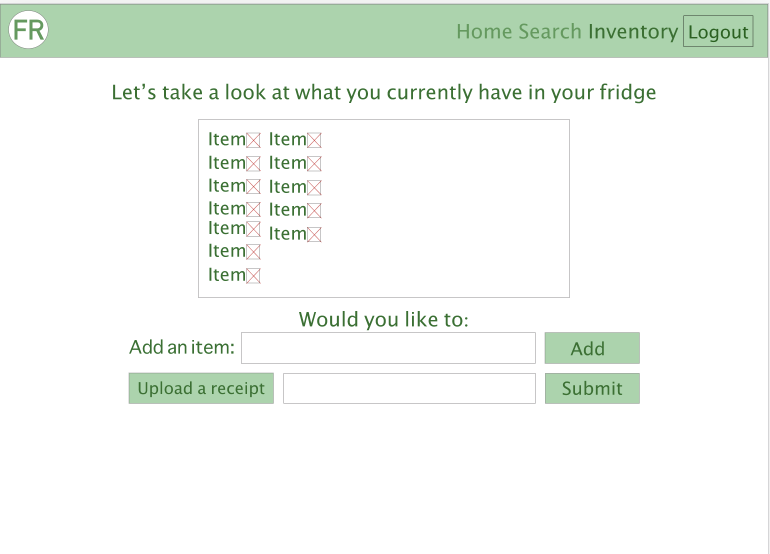 FR
Home Search Inventory Logout
Let's take a look at what you currently have in your fridge
Item Item
Item Item
Item Item
Item Item
Item Item
Item
Item
Would you like to:
Add an item: Add
Upload a receipt Submit